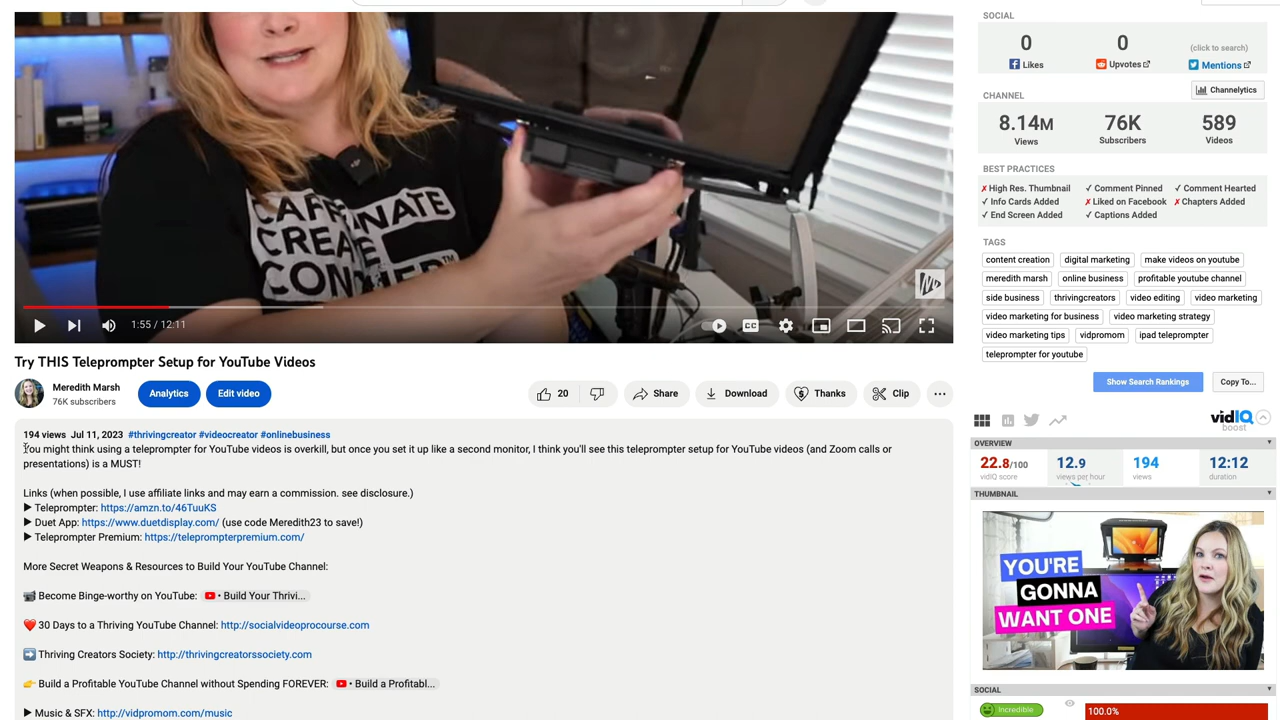 CAFFEINATE
CREATE
CONQUER™
1:55 / 12:11
CC
Try THIS Teleprompter Setup for YouTube Videos
Meredith Marsh
76K subscribers
Analytics
Edit video
20
Share
Download
Thanks
Clip
194 views Jul 11, 2023 #thrivingcreator #videocreator #onlinebusiness
You might think using a teleprompter for YouTube videos is overkill, but once you set it up like a second monitor, I think you'll see this teleprompter setup for YouTube videos (and Zoom calls or
presentations) is a MUST!
Links (when possible, I use affiliate links and may earn a commission. see disclosure.)
▶ Teleprompter: https://amzn.to/46TuuKS
▶ Duet App: https://www.duetdisplay.com/ (use code Meredith23 to save!)
▶ Teleprompter Premium: https://teleprompterpremium.com/
More Secret Weapons & Resources to Build Your YouTube Channel:
📹 Become Binge-worthy on YouTube: • Build Your Thrivi...
❤️ 30 Days to a Thriving YouTube Channel: http://socialvideoprocourse.com
➡️ Thriving Creators Society: http://thrivingcreatorssociety.com
👉 Build a Profitable YouTube Channel without Spending FOREVER: • Build a Profitabl...
▶ Music & SFX: http://vidpromom.com/music
SOCIAL
0 0 (click to search)
Likes Upvotes Mentions
CHANNEL Channelytics
8.14M 76K 589
Views Subscribers Videos
BEST PRACTICES
✗ High Res. Thumbnail ✓ Comment Pinned ✓ Comment Hearted
✓ Info Cards Added ✗ Liked on Facebook ✗ Chapters Added
✓ End Screen Added ✓ Captions Added
TAGS
content creation digital marketing make videos on youtube
meredith marsh online business profitable youtube channel
side business thrivingcreators video editing video marketing
video marketing for business video marketing strategy
video marketing tips vidpromom ipad teleprompter
teleprompter for youtube
Show Search Rankings Copy To...
vidIQ
boost
OVERVIEW
22.8/100 12.9 194 12:12
vidIQ score views per hour views duration
THUMBNAIL
YOU'RE
GONNA
WANT ONE
SOCIAL
Incredible 100.0%